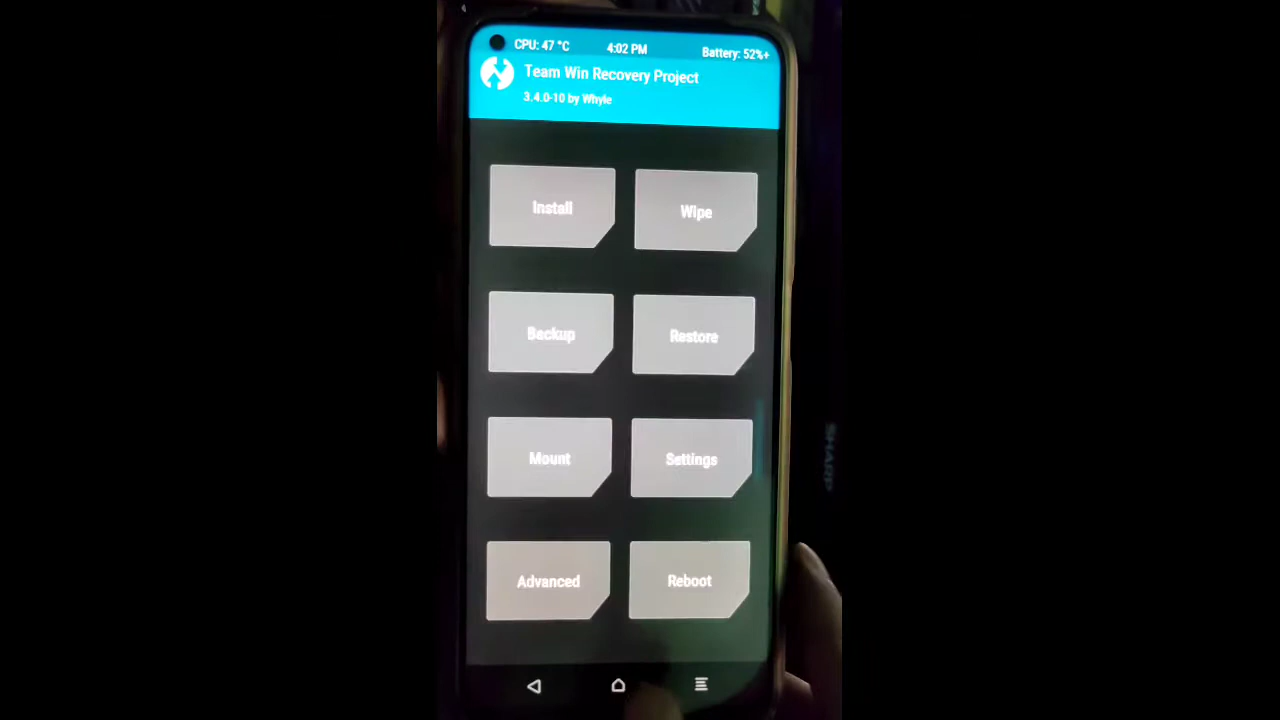 CPU: 47 °C 4:02 PM Battery: 52%+
Team Win Recovery Project
3.4.0-10 by Whyle
Install Wipe
Backup Restore
Mount Settings
Advanced Reboot
SHARP